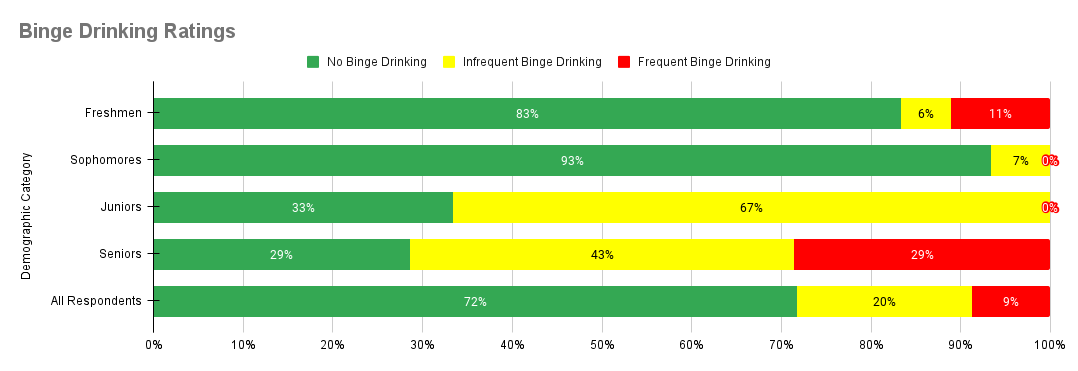 Binge Drinking Ratings
No Binge Drinking Infrequent Binge Drinking Frequent Binge Drinking
Demographic Category
Freshmen 83% 6% 11%
Sophomores 93% 7% 0%
Juniors 33% 67% 0%
Seniors 29% 43% 29%
All Respondents 72% 20% 9%
0% 10% 20% 30% 40% 50% 60% 70% 80% 90% 100%